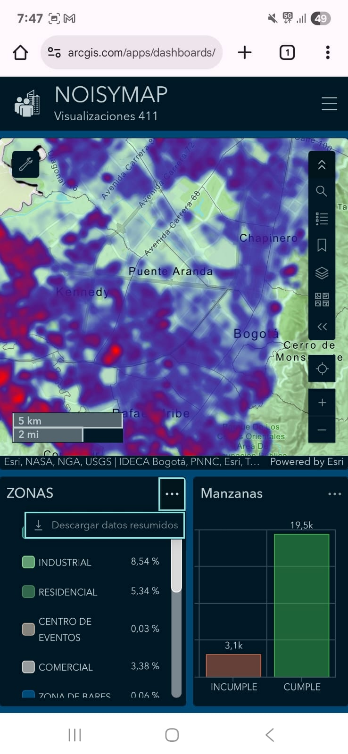 7:47
49
arcgis.com/apps/dashboards/
1
NOISYMAP
Visualizaciones 411
Avenida Carrera
Avenida Carrera 68
Chapinero
Puente Aranda
Kennedy
Bogotá
Cerro de
Rafael Uribe
5 km
2 mi
Esri, NASA, NGA, USGS | IDECA Bogotá, PNNC, Esri, T...
Powered by Esri
ZONAS
Descargar datos resumidos
INDUSTRIAL 8,54 %
RESIDENCIAL 5,34 %
CENTRO DE
EVENTOS 0,03 %
COMERCIAL 3,38 %
ZONA DE BARES 0,06 %
Manzanas
19,5k
3,1k
INCUMPLE CUMPLE